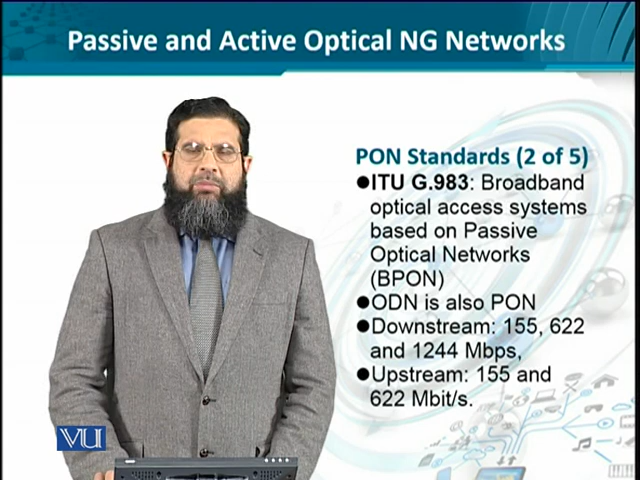 Passive and Active Optical NG Networks
PON Standards (2 of 5)
●ITU G.983: Broadband
optical access systems
based on Passive
Optical Networks
(BPON)
●ODN is also PON
●Downstream: 155, 622
and 1244 Mbps,
●Upstream: 155 and
622 Mbit/s.
VU